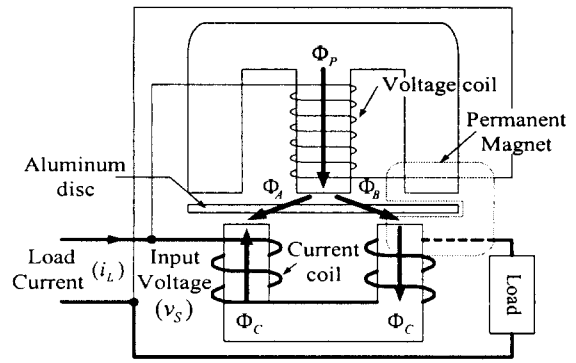 Φ_P
Voltage coil
Permanent
Magnet
Aluminum
disc
Φ_A
Φ_B
Load
Current
(i_L)
Input
Voltage
(v_S)
Current
coil
Load
Φ_C
Φ_C